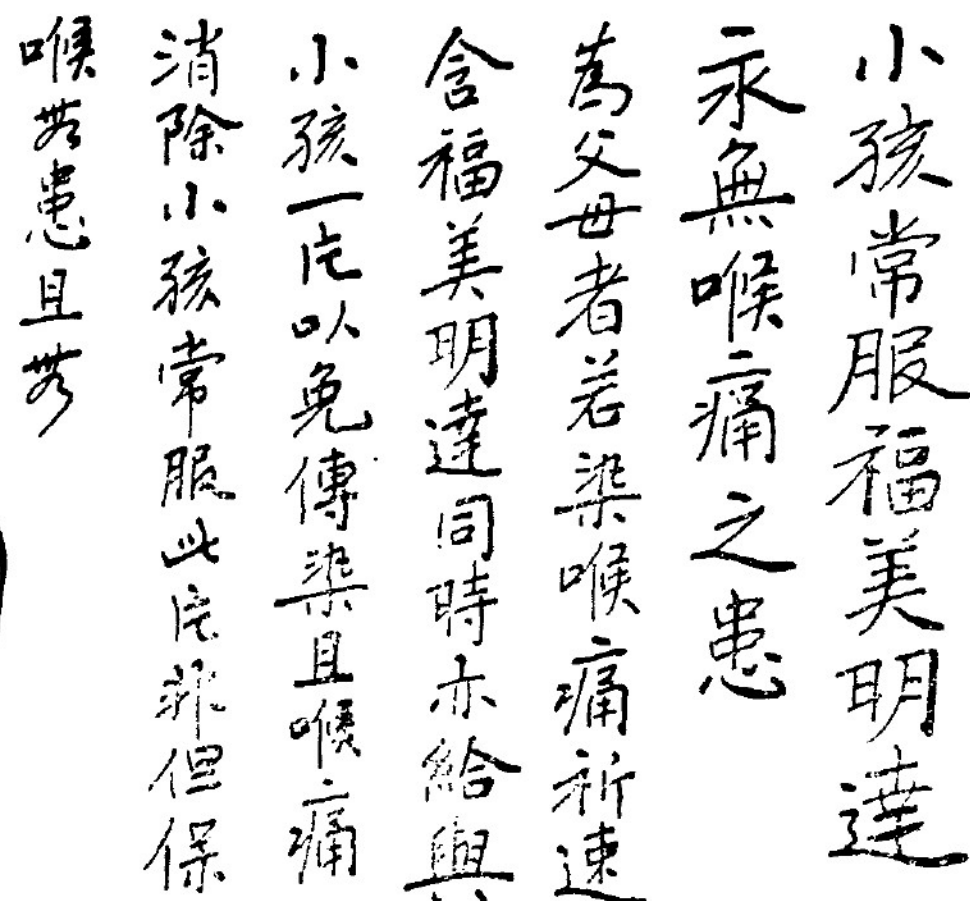 小孩常服福美明達
永無喉痛之患
為父母者若染喉痛祈速
含福美明達同時亦給與
小孩一片以免傳染且喉痛
消除小孩常服此片非但保
喉無患且無